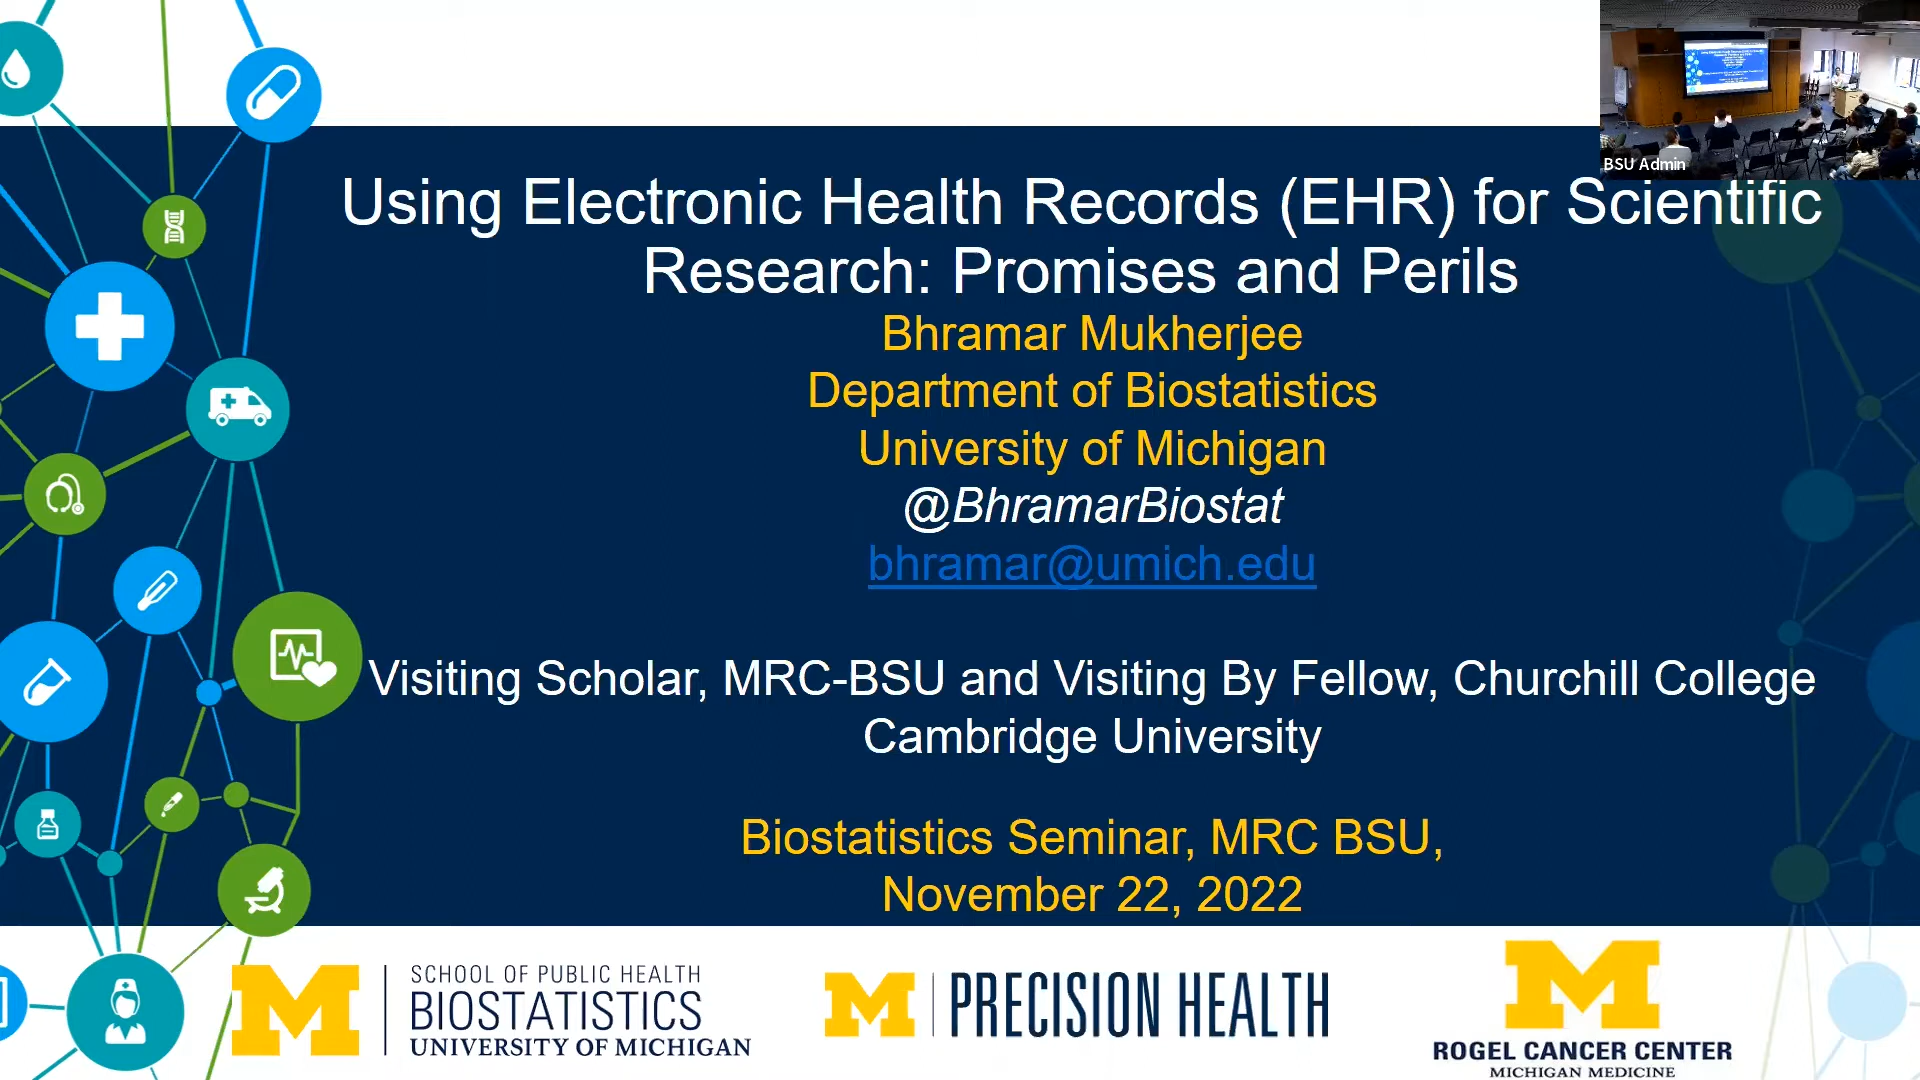 BSU Admin
Using Electronic Health Records (EHR) for Scientific
Research: Promises and Perils
Bhramar Mukherjee
Department of Biostatistics
University of Michigan
@BhramarBiostat
bhramar@umich.edu
Visiting Scholar, MRC-BSU and Visiting By Fellow, Churchill College
Cambridge University
Biostatistics Seminar, MRC BSU,
November 22, 2022
M
SCHOOL OF PUBLIC HEALTH
BIOSTATISTICS
UNIVERSITY OF MICHIGAN
M PRECISION HEALTH
M
ROGEL CANCER CENTER
MICHIGAN MEDICINE